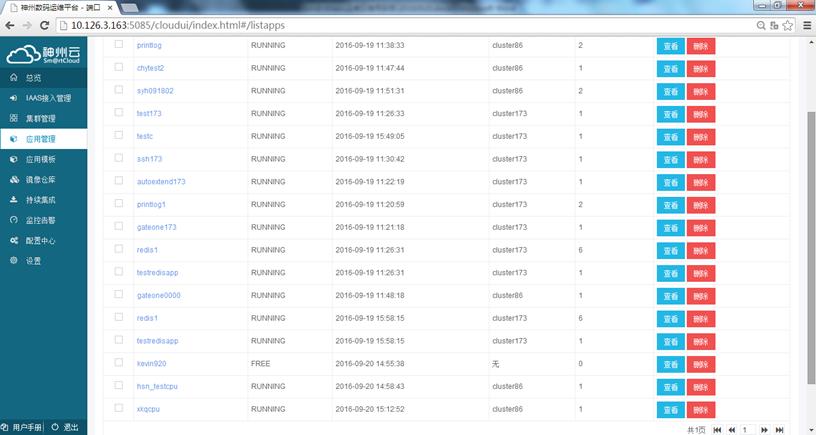 神州数码运维平台 - 端口
10.126.3.163:5085/cloudui/index.html#/listapps
神州云
Sm@rtCloud
总览
IAAS接入管理
集群管理
应用管理
应用模板
镜像仓库
持续集成
监控告警
配置中心
设置
用户手册 退出
printlog RUNNING 2016-09-19 11:38:33 cluster86 2 查看 删除
chytest2 RUNNING 2016-09-19 11:47:44 cluster86 1 查看 删除
syh091802 RUNNING 2016-09-19 11:51:31 cluster86 2 查看 删除
test173 RUNNING 2016-09-19 11:26:33 cluster173 1 查看 删除
testc RUNNING 2016-09-19 15:49:05 cluster173 1 查看 删除
ssh173 RUNNING 2016-09-19 11:30:42 cluster173 1 查看 删除
autoextend173 RUNNING 2016-09-19 11:22:19 cluster173 1 查看 删除
printlog1 RUNNING 2016-09-19 11:20:59 cluster173 2 查看 删除
gateone173 RUNNING 2016-09-19 11:21:18 cluster173 1 查看 删除
redis1 RUNNING 2016-09-19 11:26:31 cluster173 6 查看 删除
testredisapp RUNNING 2016-09-19 11:26:31 cluster173 1 查看 删除
gateone0000 RUNNING 2016-09-19 11:48:18 cluster86 1 查看 删除
redis1 RUNNING 2016-09-19 15:58:15 cluster173 6 查看 删除
testredisapp RUNNING 2016-09-19 15:58:15 cluster173 1 查看 删除
kevin920 FREE 2016-09-20 14:55:38 无 0 查看 删除
hsn_testcpu RUNNING 2016-09-20 14:58:43 cluster86 1 查看 删除
xkqcpu RUNNING 2016-09-20 15:12:52 cluster86 1 查看 删除
共1页 1